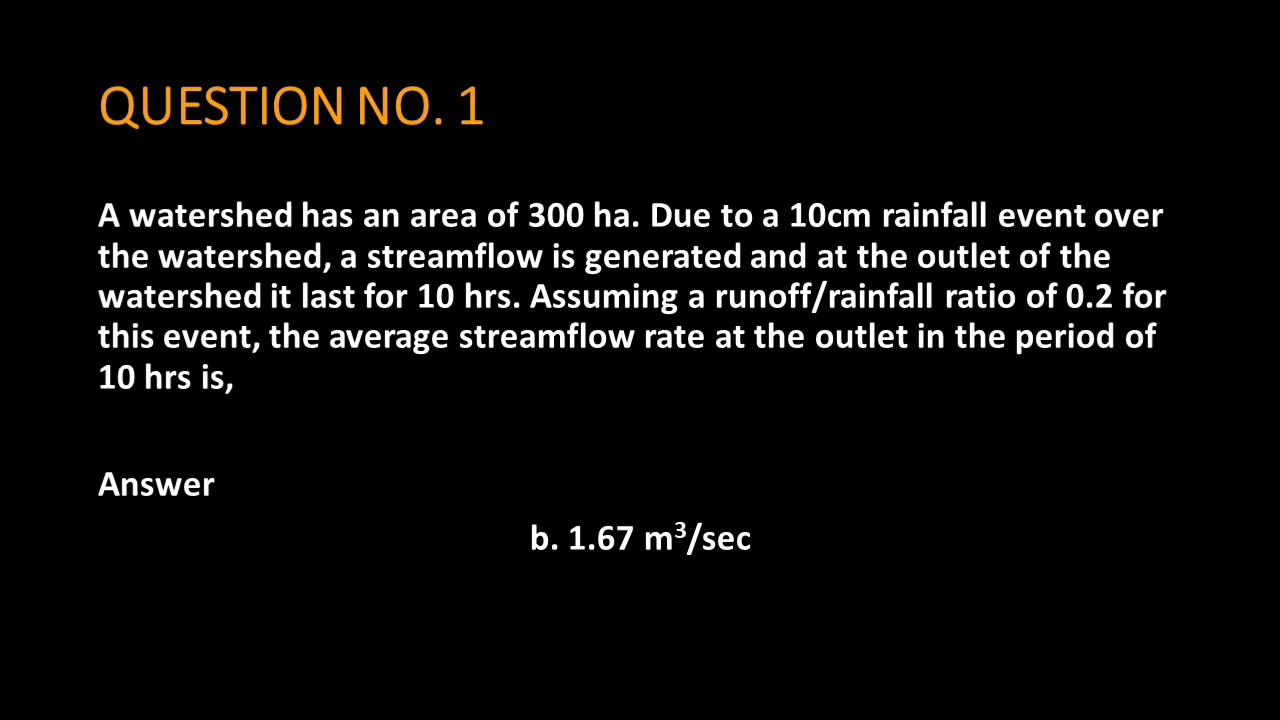 QUESTION NO. 1
A watershed has an area of 300 ha. Due to a 10cm rainfall event over
the watershed, a streamflow is generated and at the outlet of the
watershed it last for 10 hrs. Assuming a runoff/rainfall ratio of 0.2 for
this event, the average streamflow rate at the outlet in the period of
10 hrs is,
Answer
b. 1.67 m³/sec